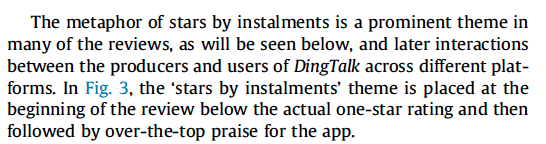 The metaphor of stars by instalments is a prominent theme in
many of the reviews, as will be seen below, and later interactions
between the producers and users of DingTalk across different plat-
forms. In Fig. 3, the ‘stars by instalments’ theme is placed at the
beginning of the review below the actual one-star rating and then
followed by over-the-top praise for the app.